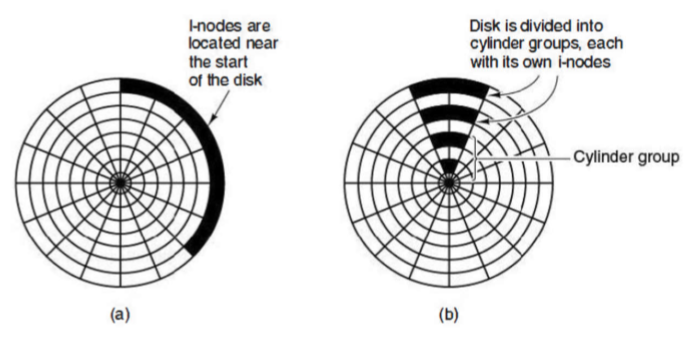 I-nodes are
located near
the start
of the disk
Disk is divided into
cylinder groups, each
with its own i-nodes
Cylinder group
(a)
(b)